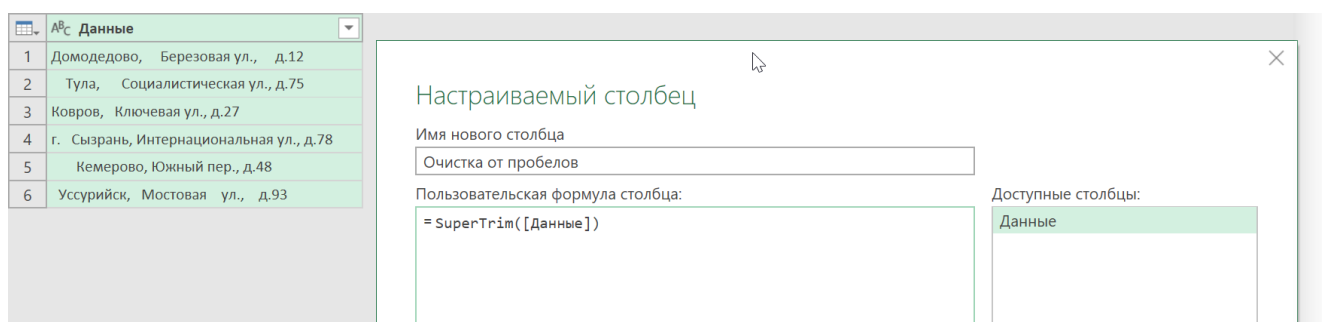 ABC Данные
1 Домодедово, Березовая ул., д.12
2 Тула, Социалистическая ул., д.75
3 Ковров, Ключевая ул., д.27
4 г. Сызрань, Интернациональная ул., д.78
5 Кемерово, Южный пер., д.48
6 Уссурийск, Мостовая ул., д.93
Настраиваемый столбец
Имя нового столбца
Очистка от пробелов
Пользовательская формула столбца:
= SuperTrim([Данные])
Доступные столбцы:
Данные